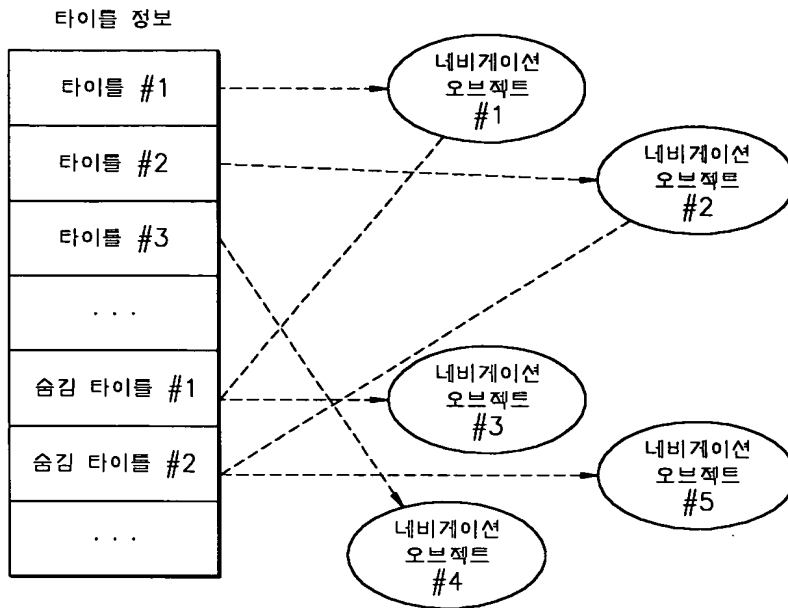 타이틀 정보
타이틀 #1
타이틀 #2
타이틀 #3
...
숨김 타이틀 #1
숨김 타이틀 #2
...
네비게이션
오브젝트
#1
네비게이션
오브젝트
#2
네비게이션
오브젝트
#3
네비게이션
오브젝트
#5
네비게이션
오브젝트
#4